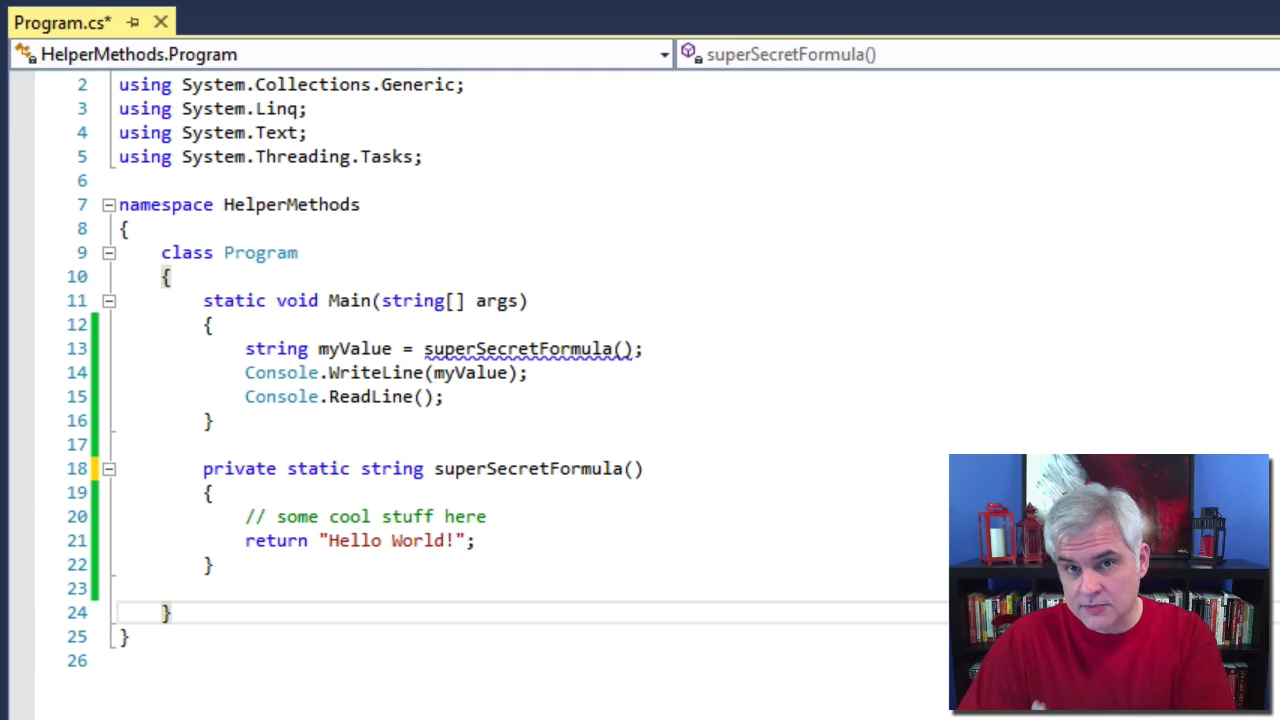 Program.cs*
HelperMethods.Program
superSecretFormula()
2 using System.Collections.Generic;
3 using System.Linq;
4 using System.Text;
5 using System.Threading.Tasks;
6
7 namespace HelperMethods
8 {
9 class Program
10 {
11 static void Main(string[] args)
12 {
13 string myValue = superSecretFormula();
14 Console.WriteLine(myValue);
15 Console.ReadLine();
16 }
17
18 private static string superSecretFormula()
19 {
20 // some cool stuff here
21 return "Hello World!";
22 }
23
24 }
25 }
26